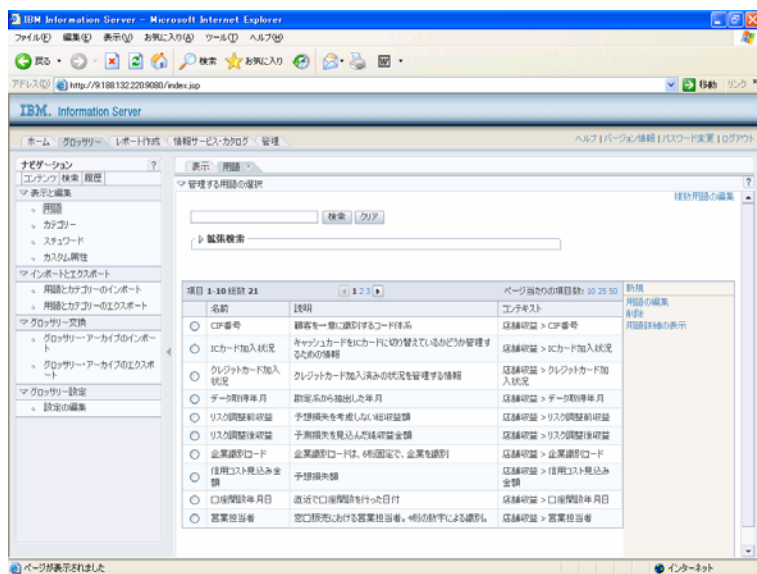 IBM Information Server - Microsoft Internet Explorer
ファイル(F) 編集(E) 表示(V) お気に入り(A) ツール(T) ヘルプ(H)
戻る 検索 お気に入り
アドレス(D) http://9.188.132.220:9080/index.jsp 移動 リンク
IBM. Information Server
ホーム グロッサリー レポート作成 情報サービス・カタログ 管理 ヘルプ | バージョン情報 | パスワード変更 | ログアウト
ナビゲーション ?
コンテンツ 検索 履歴
表示 用語
表示と編集
管理する用語の選択 ?
複数用語の編集
用語
カテゴリー
スチュワード
カスタム属性
検索 クリア
拡張検索
インポートとエクスポート
用語とカテゴリーのインポート
用語とカテゴリーのエクスポート
グロッサリー交換
グロッサリー・アーカイブのインポート
グロッサリー・アーカイブのエクスポート
グロッサリー設定
設定の編集
項目 1-10 総数 21 1 2 3 ページ当たりの項目数: 10 25 50
新規
用語の編集
削除
用語詳細の表示
名前 説明 コンテキスト
CIF番号 顧客を一意に識別するコード体系 店舗収益 > CIF番号
ICカード加入状況 キャッシュカードをICカードに切り替えているかどうか管理するための情報 店舗収益 > ICカード加入状況
クレジットカード加入状況 クレジットカード加入済みの状況を管理する情報 店舗収益 > クレジットカード加入状況
データ取得年月 勘定系から抽出した年月 店舗収益 > データ取得年月
リスク調整前収益 予想損失を考慮しない総収益額 店舗収益 > リスク調整前収益
リスク調整後収益 予測損失を見込んだ純収益金額 店舗収益 > リスク調整後収益
企業識別コード 企業識別コードは、6桁固定で、企業を識別 店舗収益 > 企業識別コード
信用コスト見込み金額 予想損失額 店舗収益 > 信用コスト見込み金額
口座開設年月日 直近で口座開設を行った日付 店舗収益 > 口座開設年月日
営業担当者 窓口販売における営業担当者。4桁の数字による識別。 店舗収益 > 営業担当者
ページが表示されました インターネット